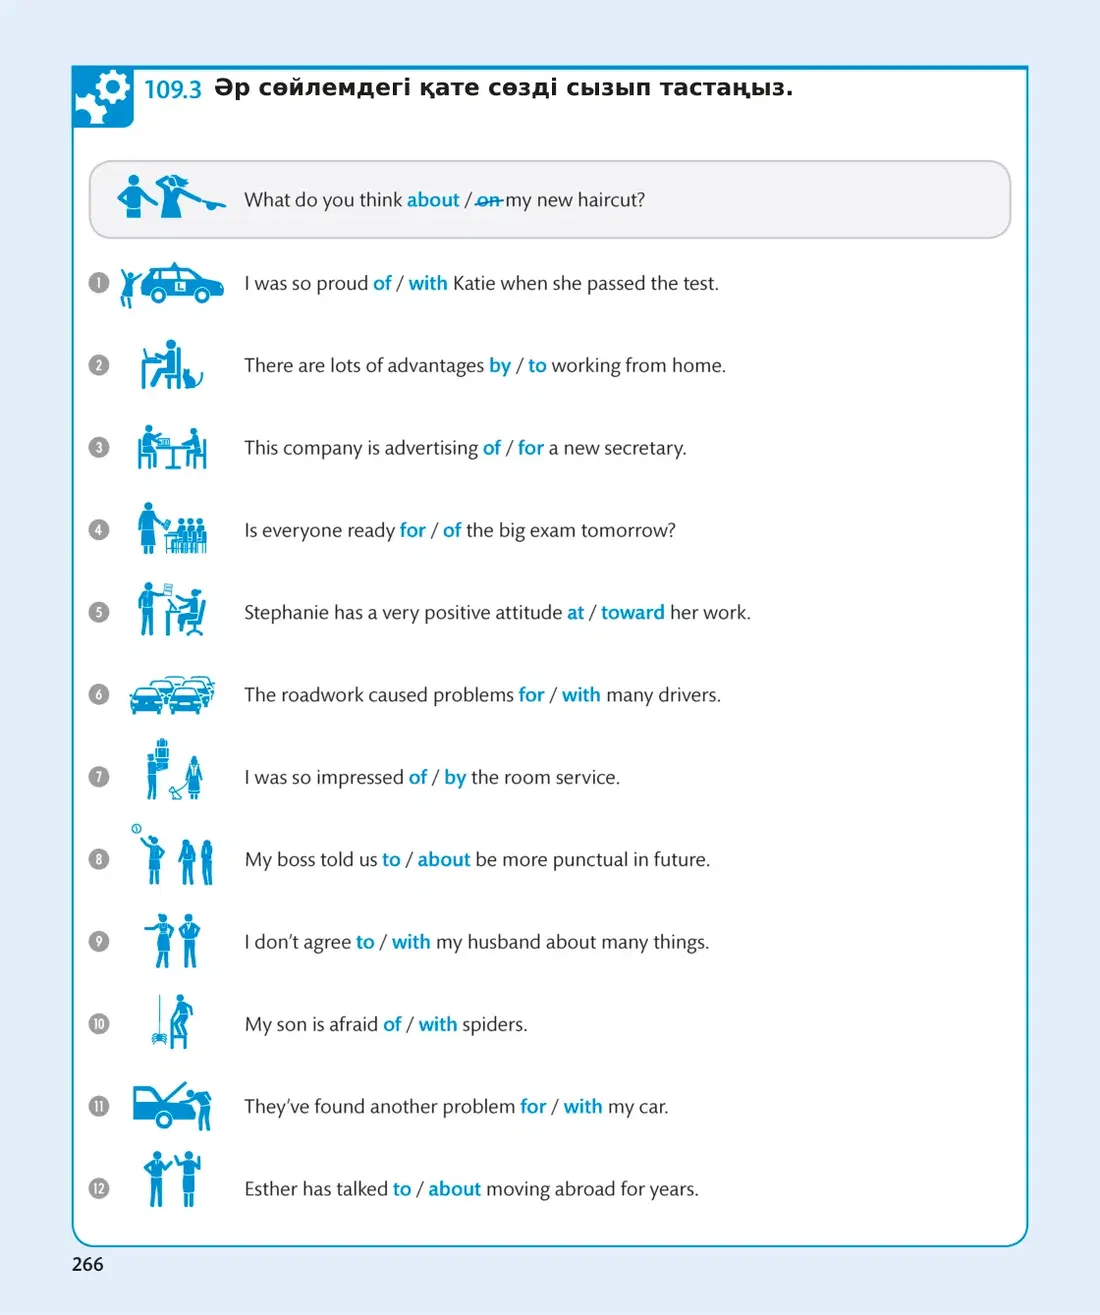 109.3 Әр сөйлемдегі қате сөзді сызып тастаңыз.
What do you think about / on my new haircut?
1 I was so proud of / with Katie when she passed the test.
2 There are lots of advantages by / to working from home.
3 This company is advertising of / for a new secretary.
4 Is everyone ready for / of the big exam tomorrow?
5 Stephanie has a very positive attitude at / toward her work.
6 The roadwork caused problems for / with many drivers.
7 I was so impressed of / by the room service.
8 My boss told us to / about be more punctual in future.
9 I don’t agree to / with my husband about many things.
10 My son is afraid of / with spiders.
11 They’ve found another problem for / with my car.
12 Esther has talked to / about moving abroad for years.
266